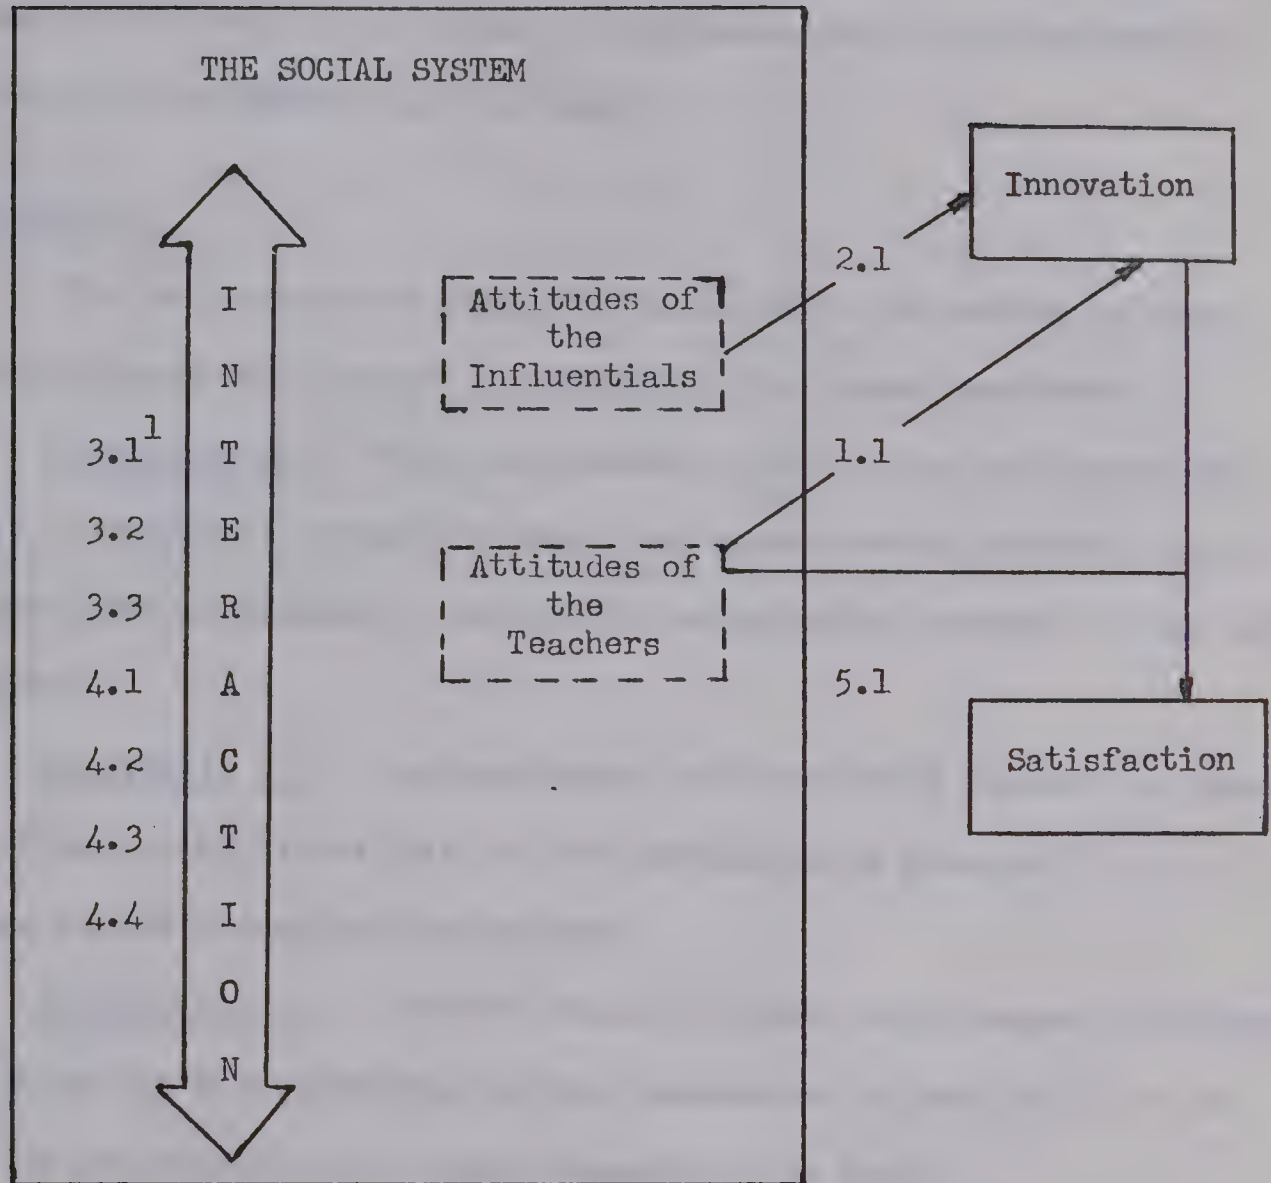 THE SOCIAL SYSTEM
Innovation
2.1
Attitudes of
the
Influentials
INTERACTION
3.1¹
3.2
3.3
4.1
4.2
4.3
4.4
1.1
Attitudes of
the
Teachers
5.1
Satisfaction